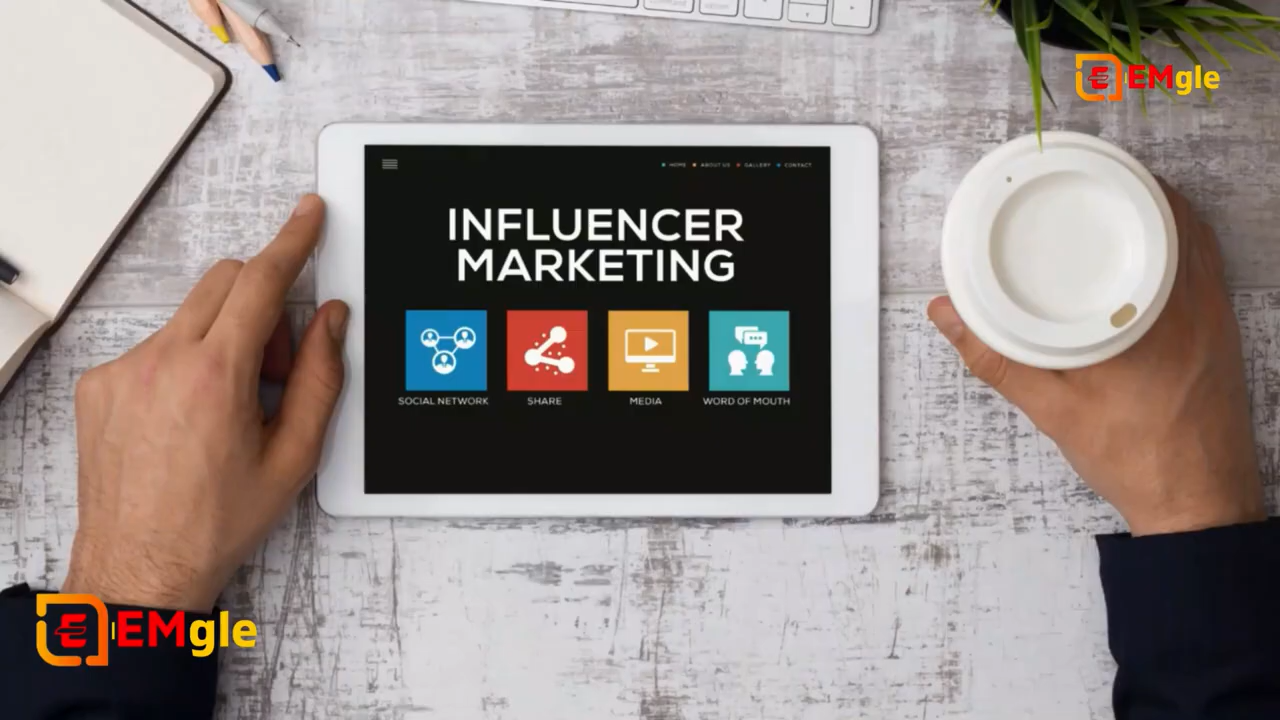 EMgle
HOME ABOUT US GALLERY CONTACT
INFLUENCER
MARKETING
SOCIAL NETWORK SHARE MEDIA WORD OF MOUTH
EMgle